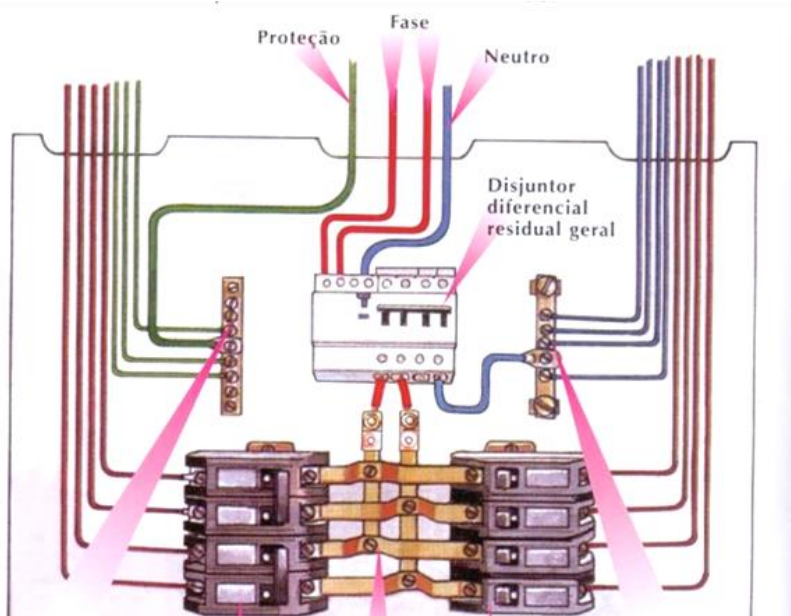 Proteção
Fase
Neutro
Disjuntor
diferencial
residual geral